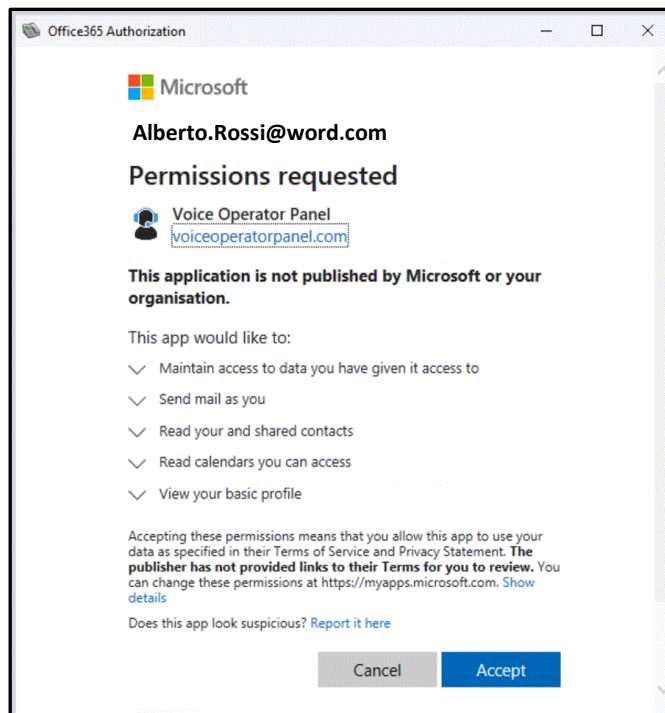 Office365 Authorization
Microsoft
Alberto.Rossi@word.com
Permissions requested
Voice Operator Panel
voiceoperatorpanel.com
This application is not published by Microsoft or your
organisation.
This app would like to:
Maintain access to data you have given it access to
Send mail as you
Read your and shared contacts
Read calendars you can access
View your basic profile
Accepting these permissions means that you allow this app to use your
data as specified in their Terms of Service and Privacy Statement. The
publisher has not provided links to their Terms for you to review. You
can change these permissions at https://myapps.microsoft.com. Show
details
Does this app look suspicious? Report it here
Cancel Accept